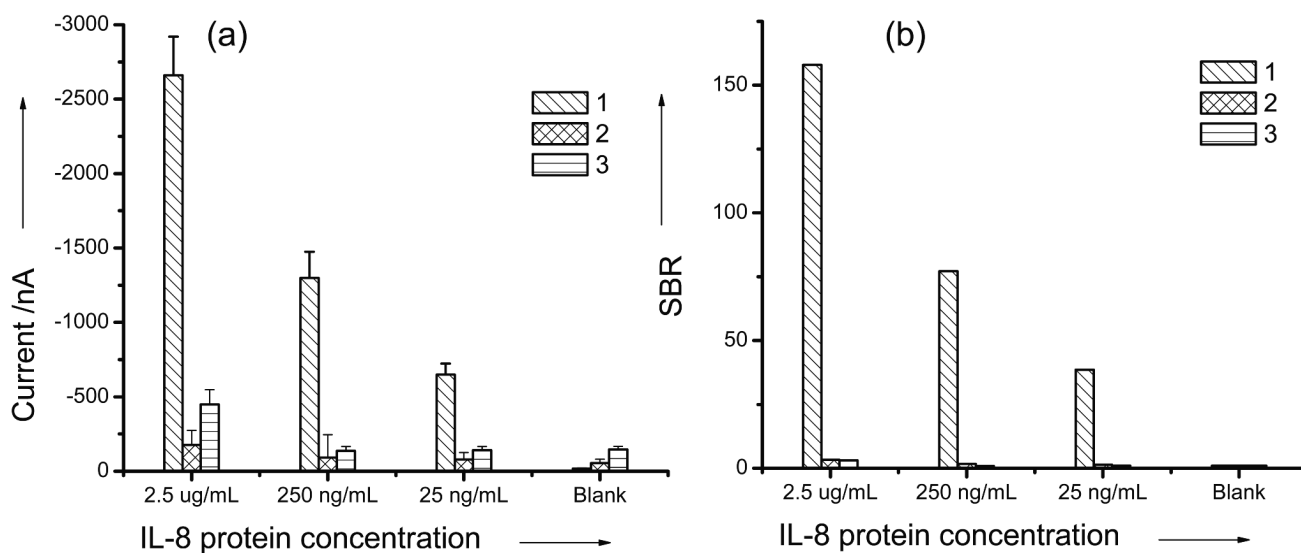 (a)
-3000
-2500
-2000
-1500
-1000
-500
0
Current /nA
1
2
3
2.5 ug/mL 250 ng/mL 25 ng/mL Blank
IL-8 protein concentration
(b)
150
100
50
0
SBR
1
2
3
2.5 ug/mL 250 ng/mL 25 ng/mL Blank
IL-8 protein concentration